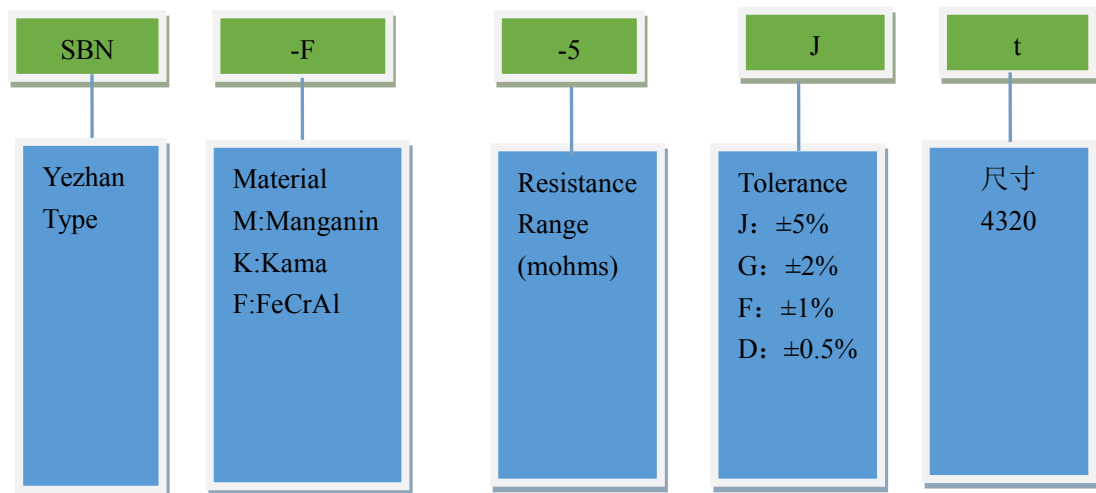 SBN
-F
-5
J
t
Yezhan
Type
Material
M:Manganin
K:Kama
F:FeCrAl
Resistance
Range
(mohms)
Tolerance
J：±5%
G：±2%
F：±1%
D：±0.5%
尺寸
4320